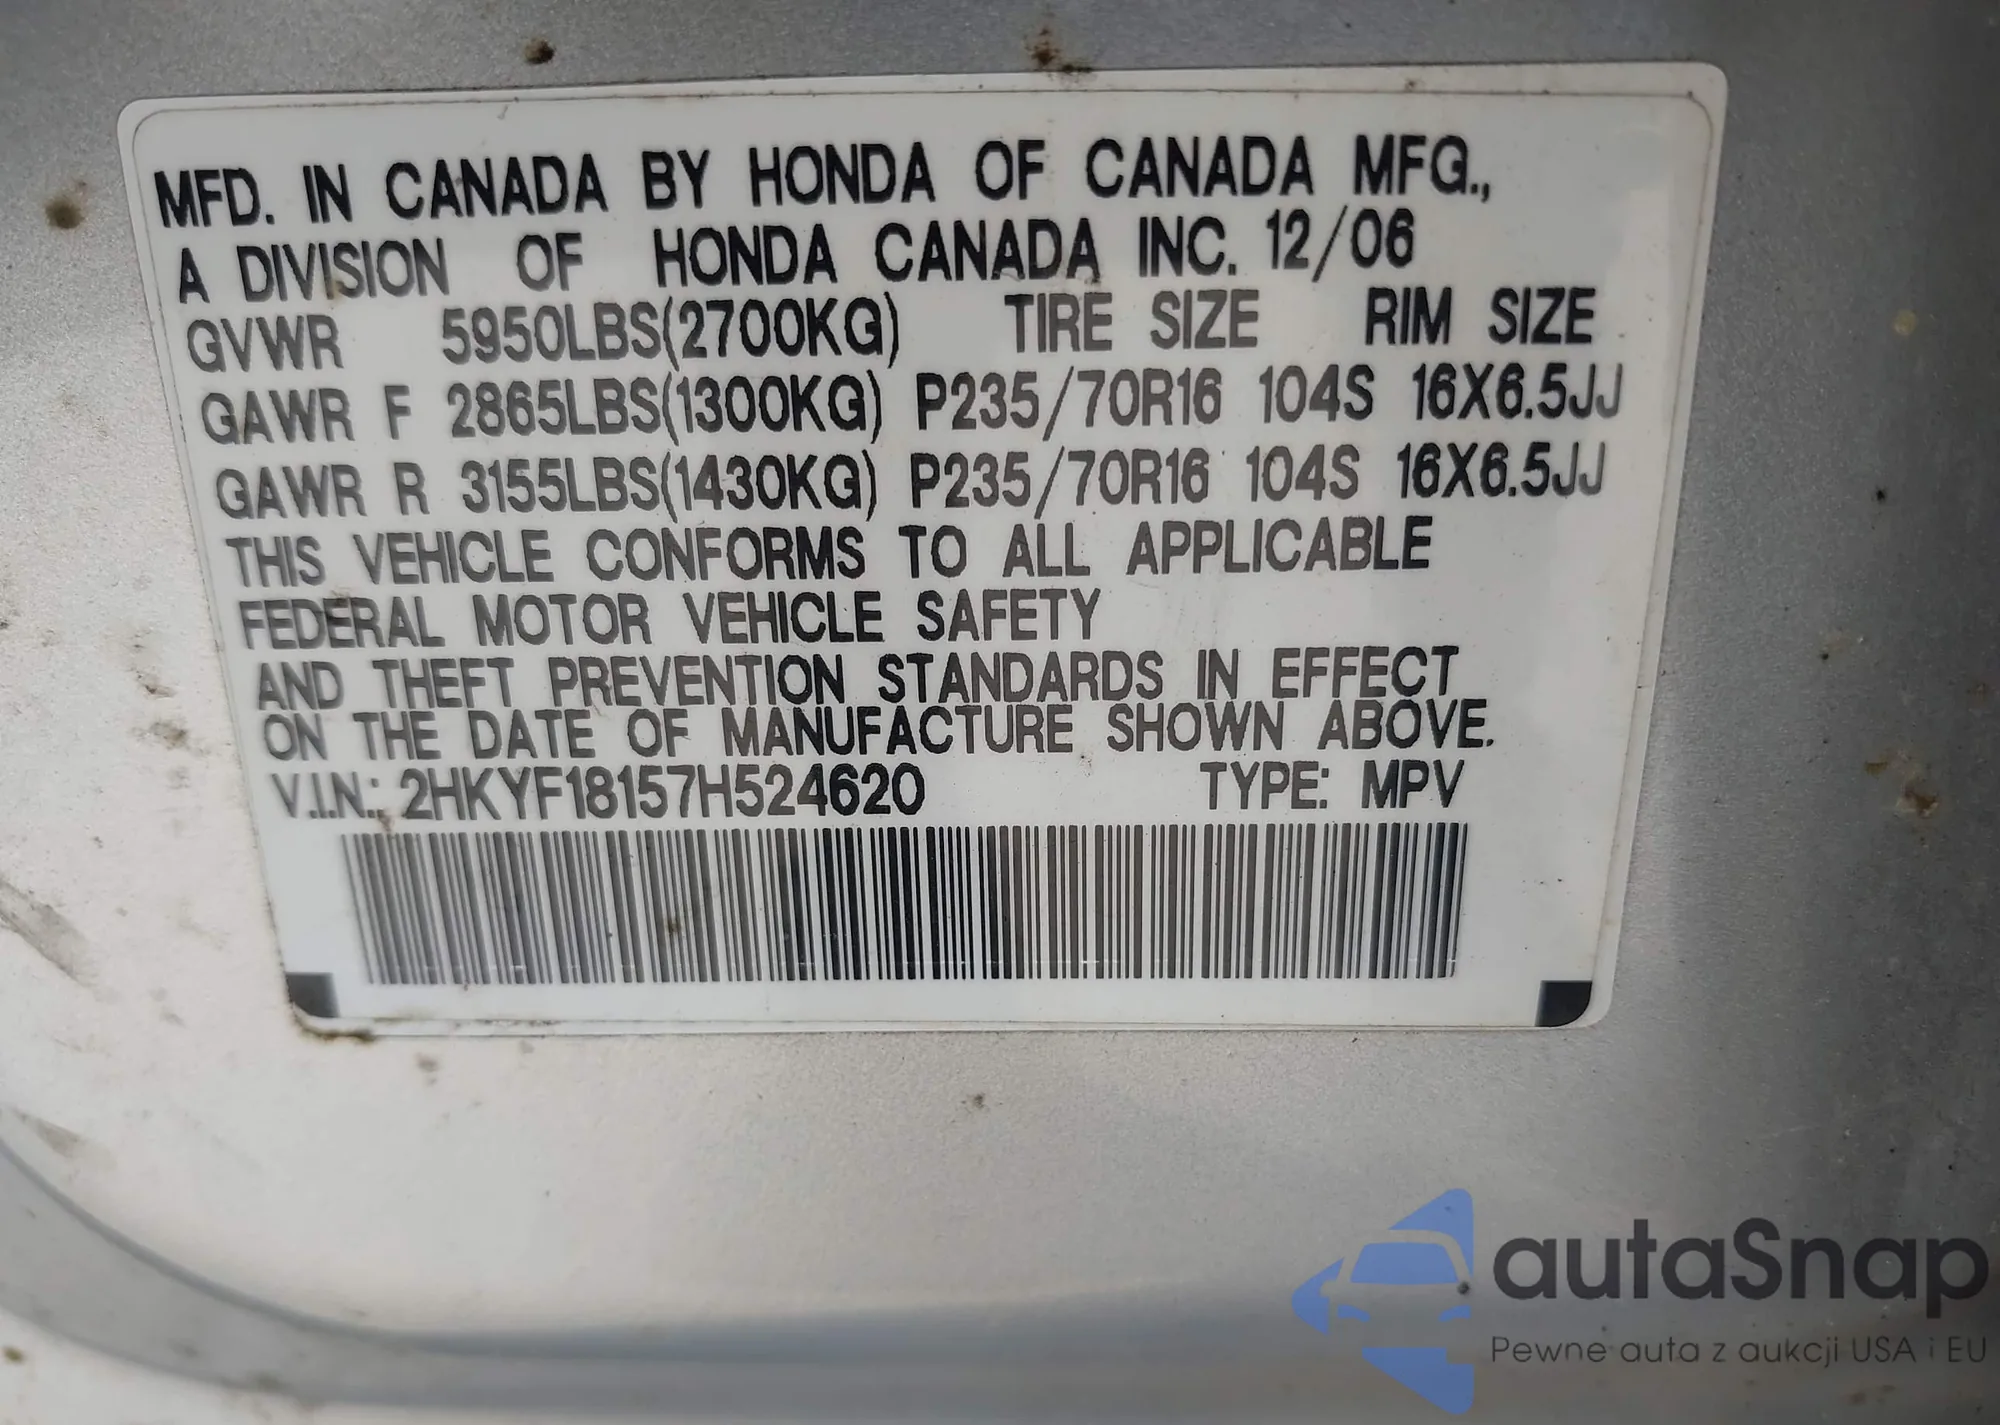 MFD. IN CANADA BY HONDA OF CANADA MFG.,
A DIVISION OF HONDA CANADA INC. 12/06
GVWR 5950LBS(2700KG) TIRE SIZE RIM SIZE
GAWR F 2865LBS(1300KG) P235/70R16 104S 16X6.5JJ
GAWR R 3155LBS(1430KG) P235/70R16 104S 16X6.5JJ
THIS VEHICLE CONFORMS TO ALL APPLICABLE
FEDERAL MOTOR VEHICLE SAFETY
AND THEFT PREVENTION STANDARDS IN EFFECT
ON THE DATE OF MANUFACTURE SHOWN ABOVE.
V.I.N.: 2HKYF18157H524620 TYPE: MPV
autaSnap
Pewne auta z aukcji USA i EU